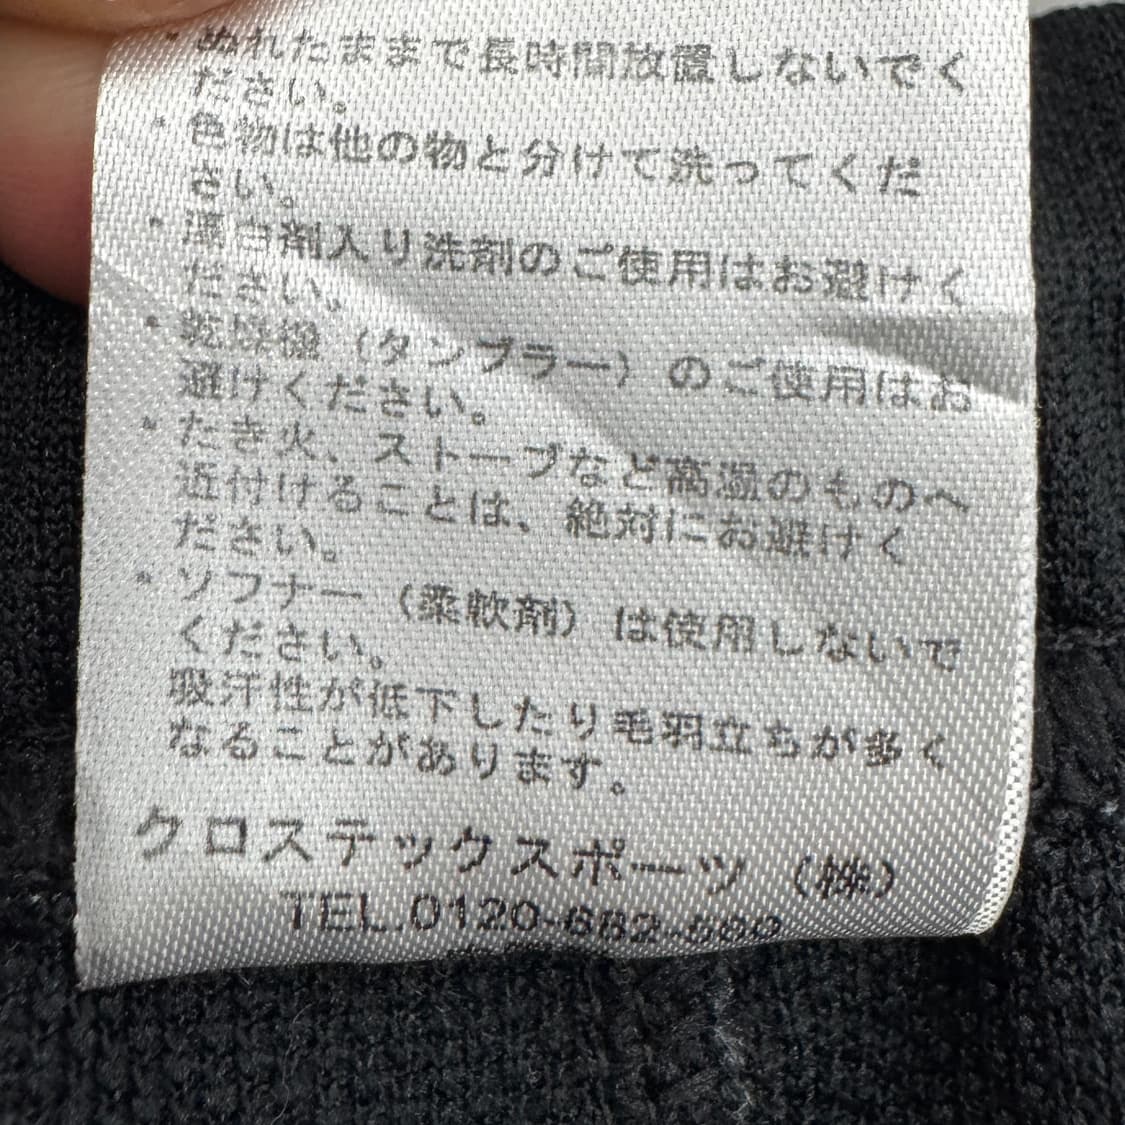 ・ぬれたままで長時間放置しないでく
ださい。
・色物は他の物と分けて洗ってくだ
さい。
・漂白剤入り洗剤のご使用はお避けく
ださい。
・乾燥機（タンブラー）のご使用はお
避けください。
・たき火、ストーブなど高温のものへ
近付けることは、絶対にお避けく
ださい。
・ソフナー（柔軟剤）は使用しないで
ください。
吸汗性が低下したり毛羽立ちが多く
なることがあります。
クロステックスポーツ（株）
TEL.0120-682-